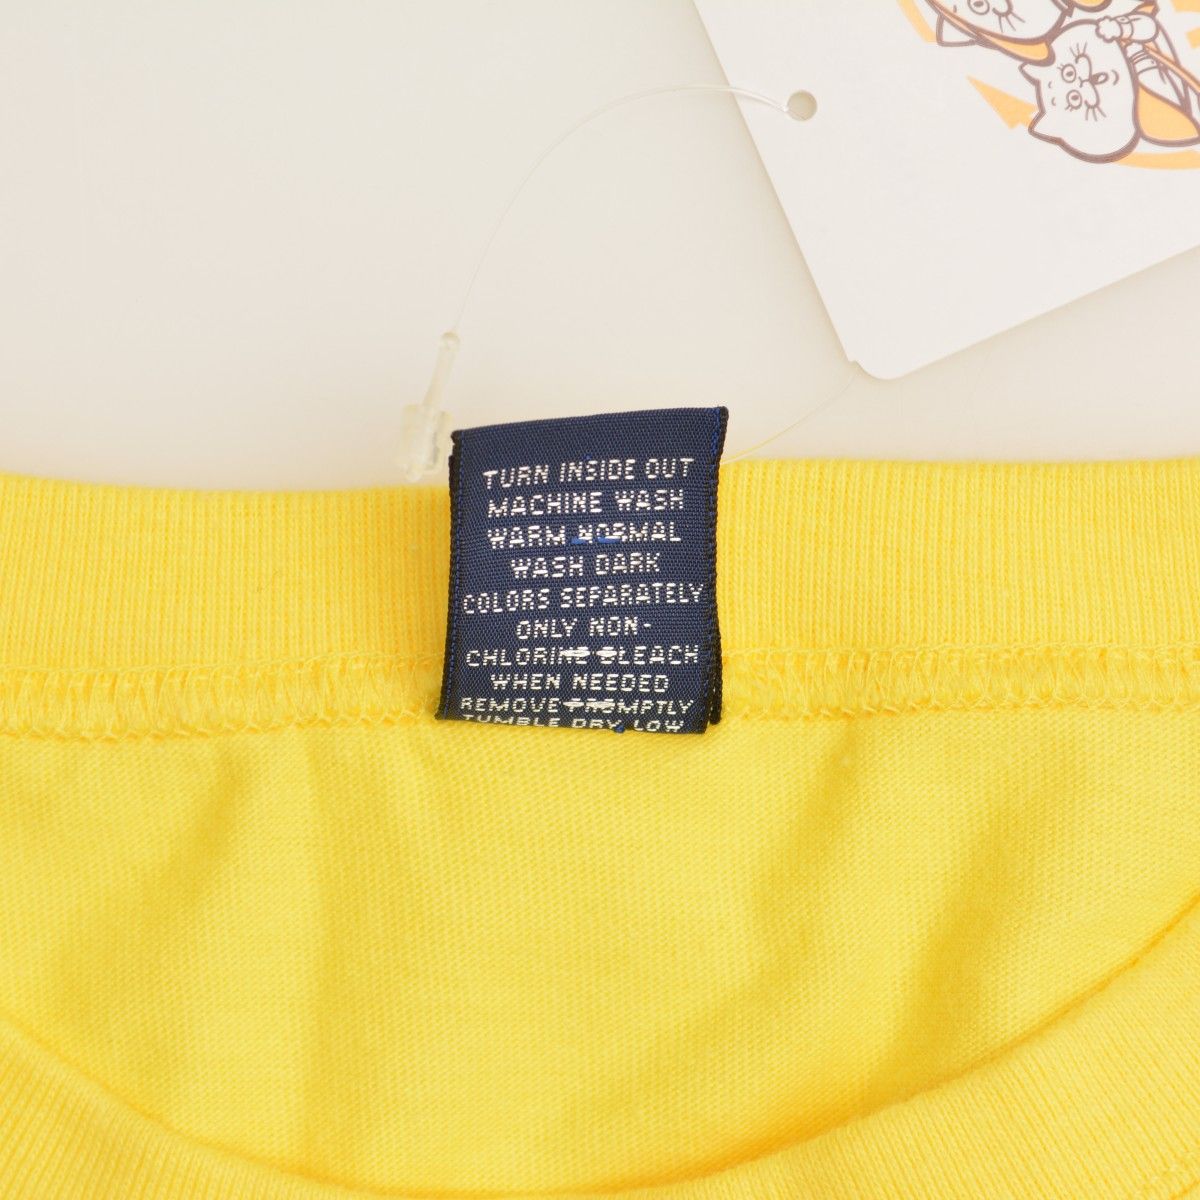 TURN INSIDE OUT
MACHINE WASH
WARM NORMAL
WASH DARK
COLORS SEPARATELY
ONLY NON-
CHLORINE BLEACH
WHEN NEEDED
REMOVE PROMPTLY
TUMBLE DRY LOW